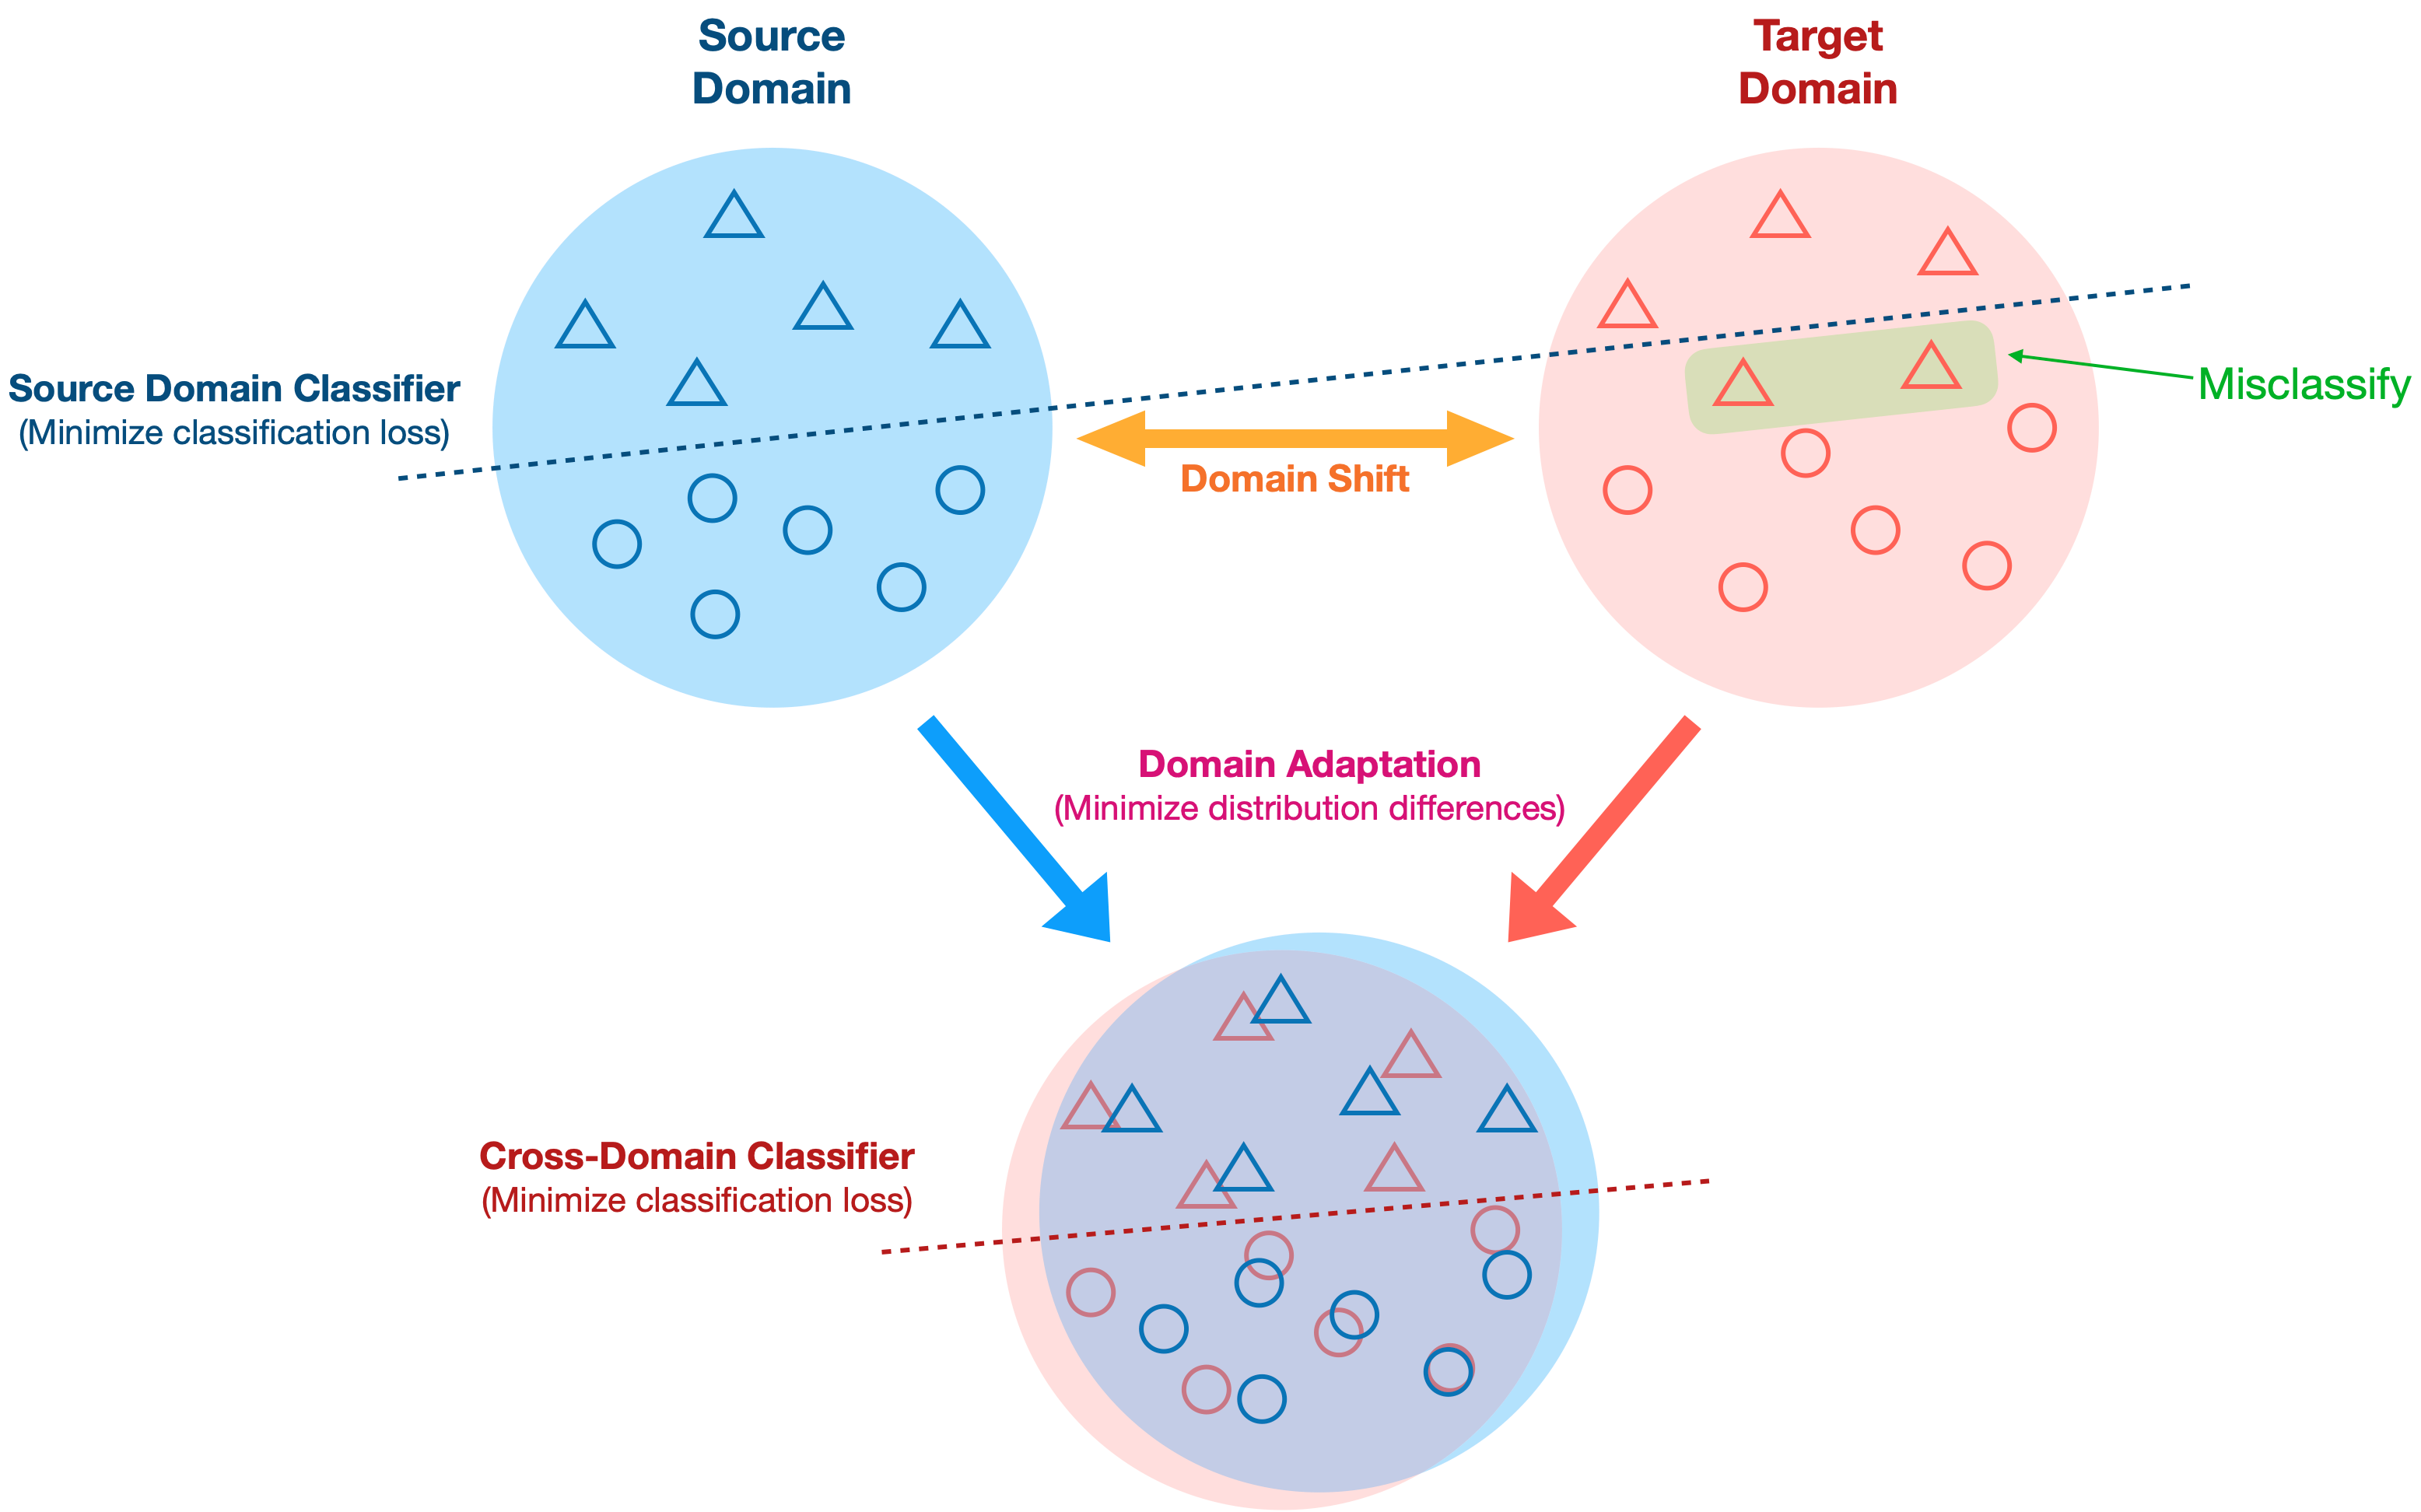 Source
Domain
Target
Domain
Source Domain Classifier
(Minimize classification loss)
Misclassify
Domain Shift
Domain Adaptation
(Minimize distribution differences)
Cross-Domain Classifier
(Minimize classification loss)